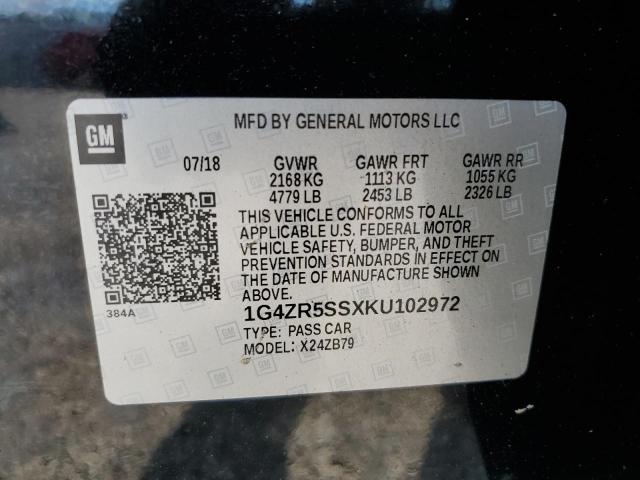 GM
MFD BY GENERAL MOTORS LLC
07/18 GVWR GAWR FRT GAWR RR
2168 KG 1113 KG 1055 KG
4779 LB 2453 LB 2326 LB
THIS VEHICLE CONFORMS TO ALL
APPLICABLE U.S. FEDERAL MOTOR
VEHICLE SAFETY, BUMPER, AND THEFT
PREVENTION STANDARDS IN EFFECT ON
THE DATE OF MANUFACTURE SHOWN
ABOVE.
384A
1G4ZR5SSXKU102972
TYPE: PASS CAR
MODEL: X24ZB79